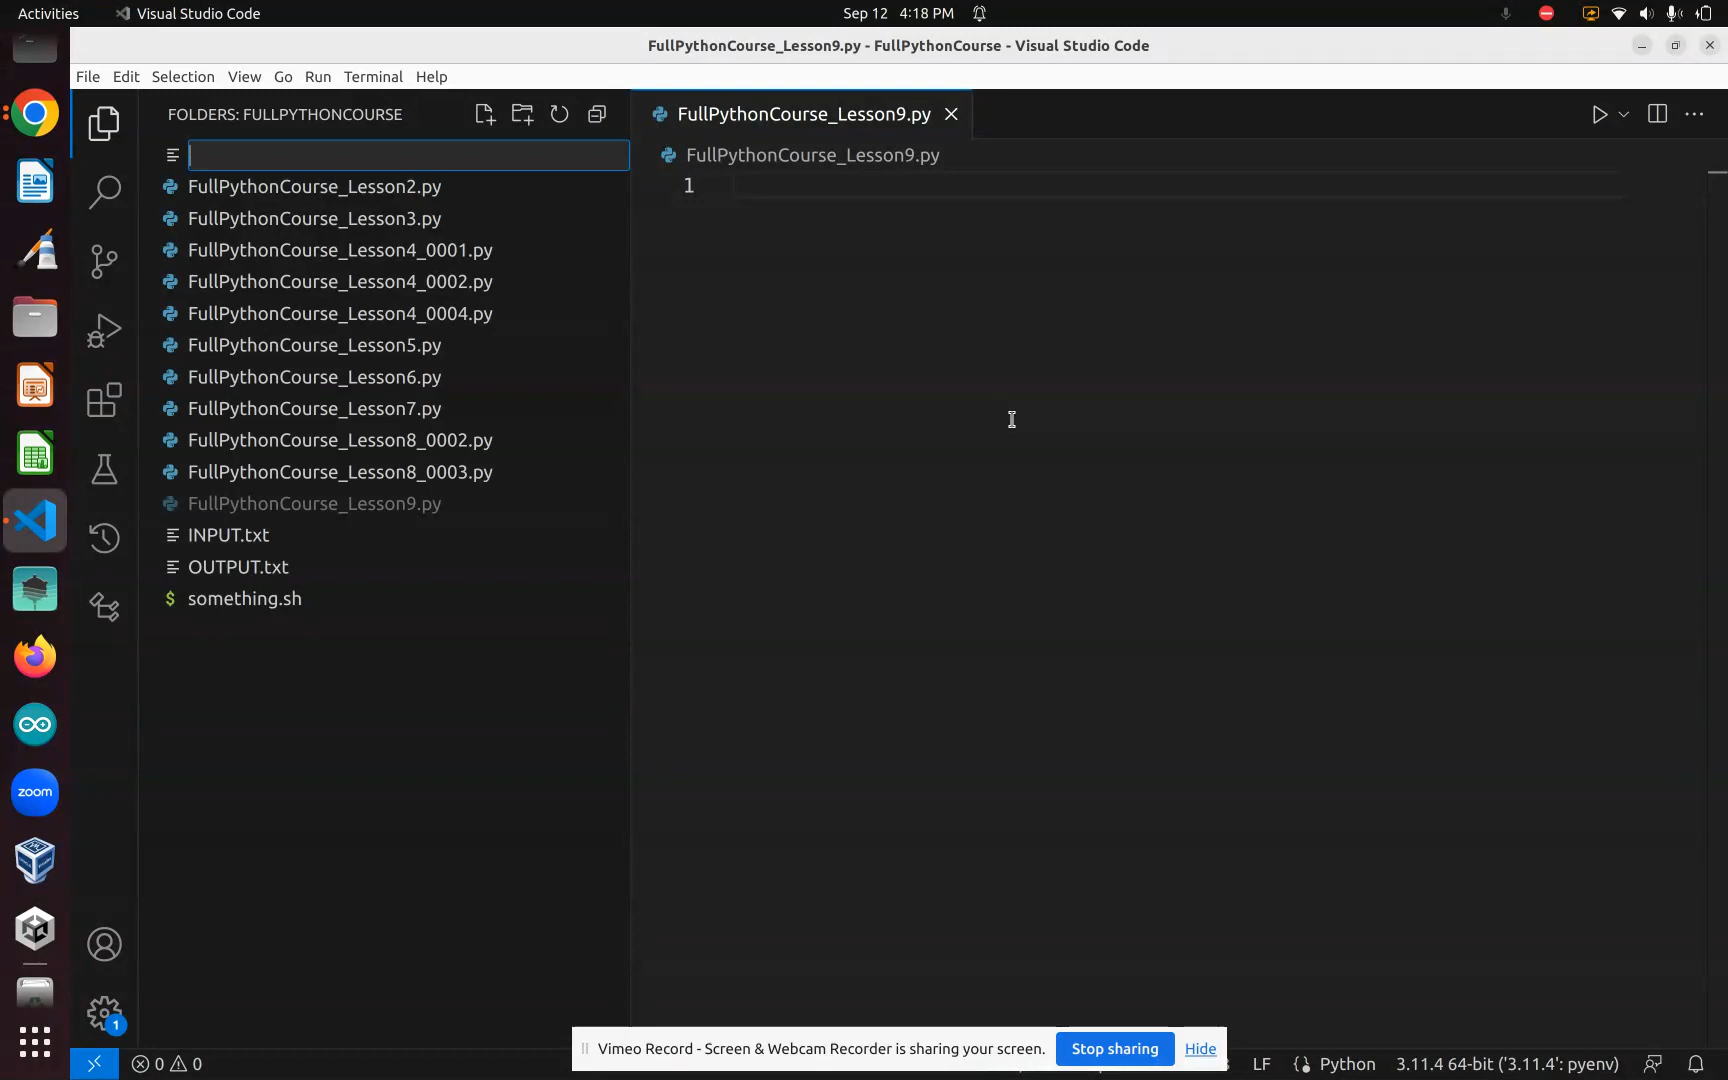 Activities
Visual Studio Code
Sep 12 4:18 PM
FullPythonCourse_Lesson9.py - FullPythonCourse - Visual Studio Code
File Edit Selection View Go Run Terminal Help
FOLDERS: FULLPYTHONCOURSE
FullPythonCourse_Lesson9.py
FullPythonCourse_Lesson9.py
1
FullPythonCourse_Lesson2.py
FullPythonCourse_Lesson3.py
FullPythonCourse_Lesson4_0001.py
FullPythonCourse_Lesson4_0002.py
FullPythonCourse_Lesson4_0004.py
FullPythonCourse_Lesson5.py
FullPythonCourse_Lesson6.py
FullPythonCourse_Lesson7.py
FullPythonCourse_Lesson8_0002.py
FullPythonCourse_Lesson8_0003.py
FullPythonCourse_Lesson9.py
INPUT.txt
OUTPUT.txt
$ something.sh
zoom
1
Vimeo Record - Screen & Webcam Recorder is sharing your screen.
Stop sharing
Hide
0 0
LF
Python
3.11.4 64-bit ('3.11.4': pyenv)